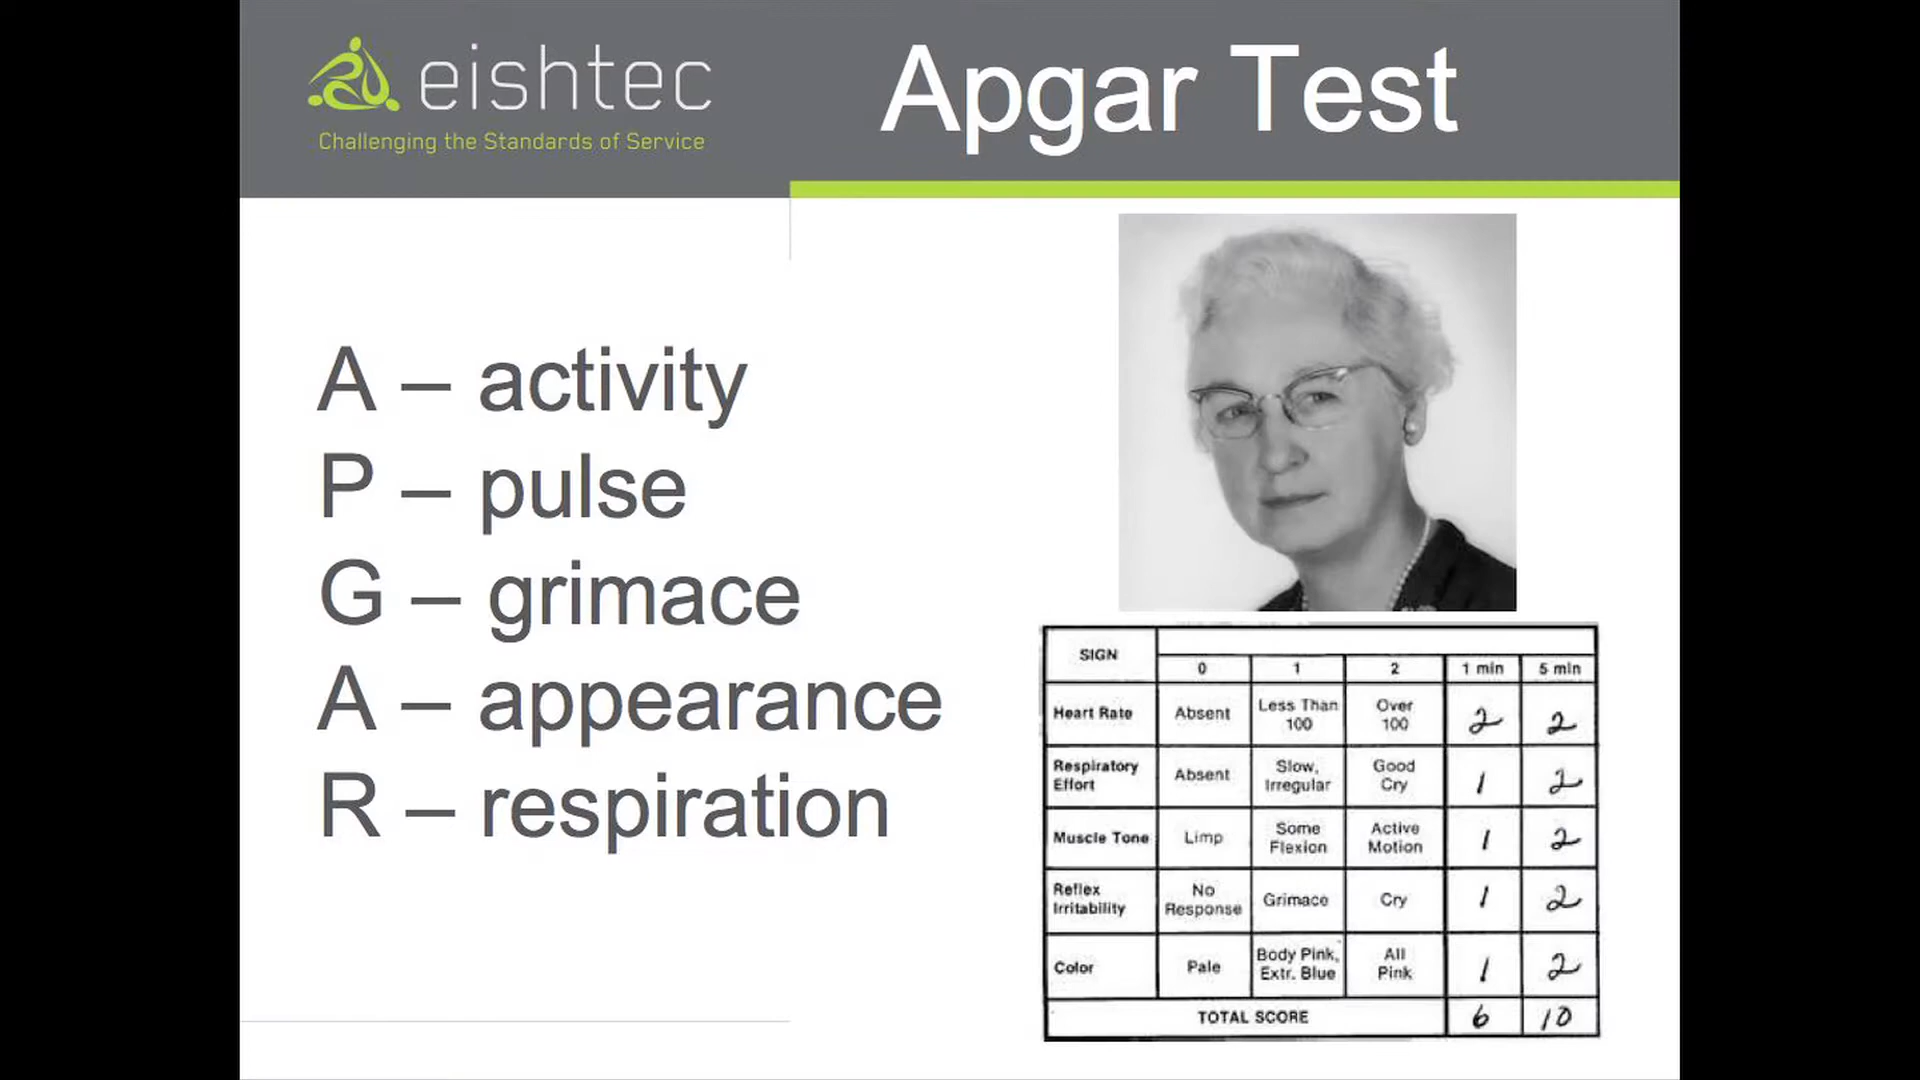 eishtec
Challenging the Standards of Service
Apgar Test
A – activity
P – pulse
G – grimace
A – appearance
R – respiration
SIGN
0 1 2 1 min 5 min
Heart Rate Absent Less Than 100 Over 100 2 2
Respiratory Effort Absent Slow, Irregular Good Cry 1 2
Muscle Tone Limp Some Flexion Active Motion 1 2
Reflex Irritability No Response Grimace Cry 1 2
Color Pale Body Pink, Extr. Blue All Pink 1 2
TOTAL SCORE 6 10